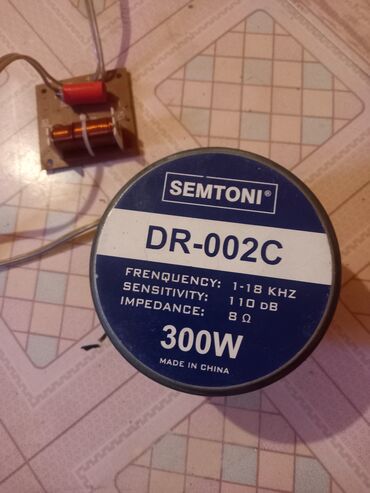 SEMTONI®
DR-002C
FRENQUENCY: 1-18 KHZ
SENSITIVITY: 110 dB
IMPEDANCE: 8 Ω
300W
MADE IN CHINA